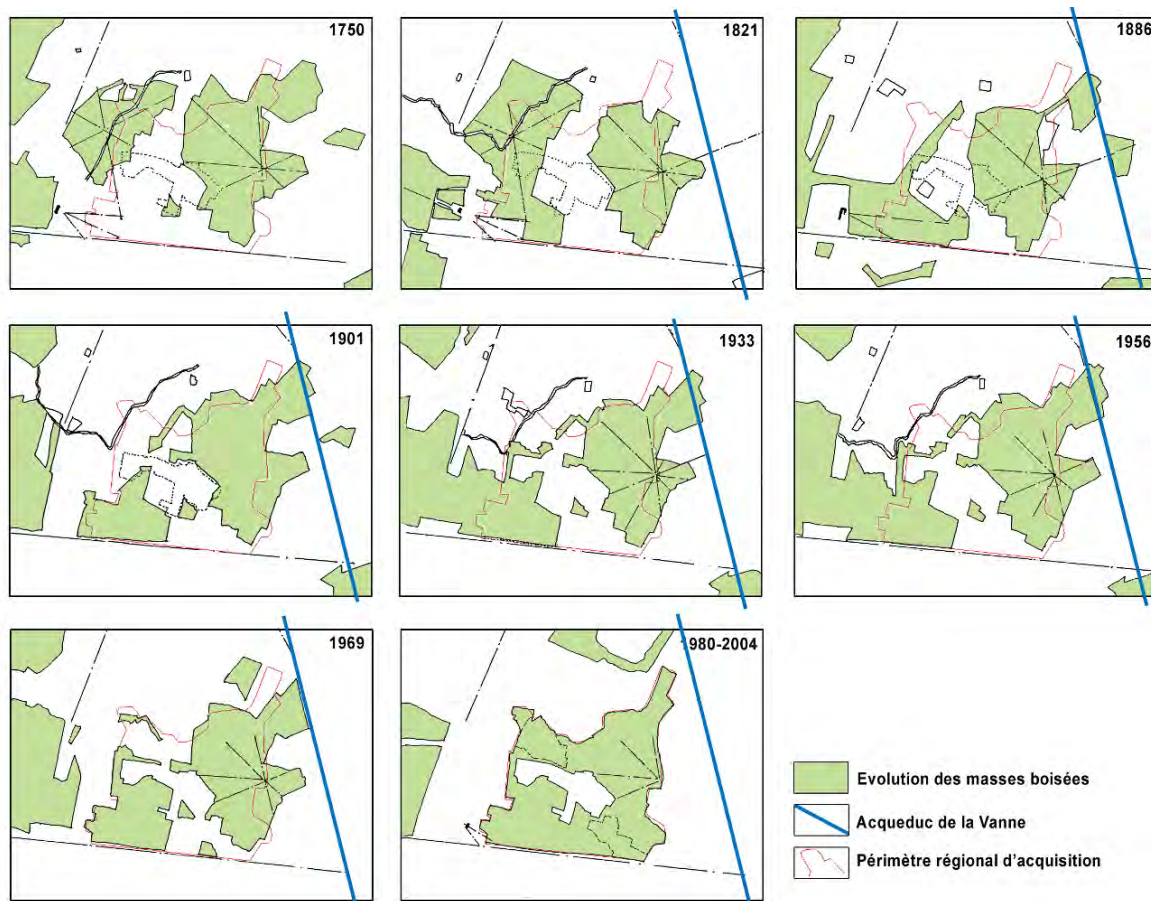 1750
1821
1886
1901
1933
1956
1969
980-2004
Evolution des masses boisées
Acqueduc de la Vanne
Périmètre régional d'acquisition